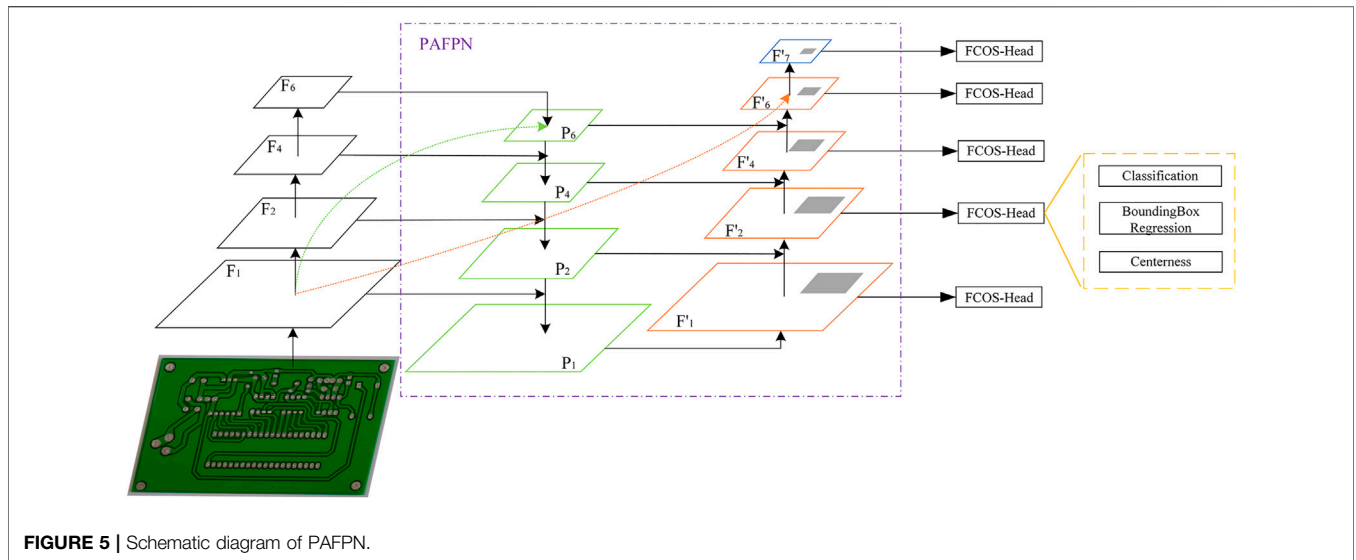 PAFPN
F'7
FCOS-Head
F6
F'6
FCOS-Head
P6
F4
F'4
FCOS-Head
P4
Classification
F2
F'2
FCOS-Head
BoundingBox
Regression
P2
Centerness
F1
FCOS-Head
F'1
P1
FIGURE 5 | Schematic diagram of PAFPN.